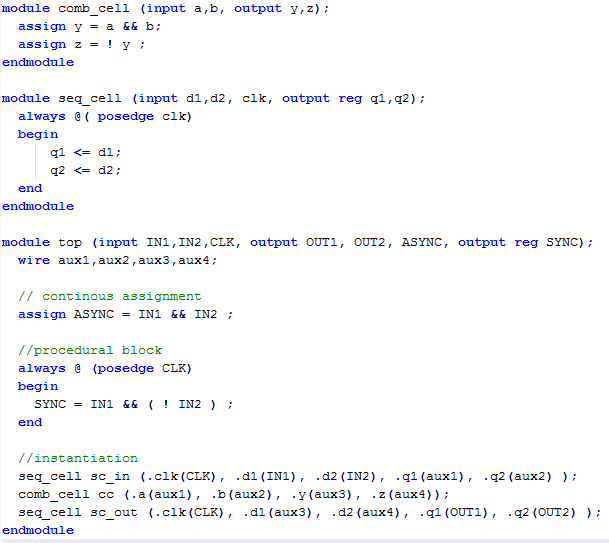 module comb_cell (input a,b, output y,z);
assign y = a && b;
assign z = ! y ;
endmodule
module seq_cell (input d1,d2, clk, output reg q1,q2);
always @( posedge clk)
begin
q1 <= d1;
q2 <= d2;
end
endmodule
module top (input IN1,IN2,CLK, output OUT1, OUT2, ASYNC, output reg SYNC);
wire aux1,aux2,aux3,aux4;
// continous assignment
assign ASYNC = IN1 && IN2 ;
//procedural block
always @ (posedge CLK)
begin
SYNC = IN1 && ( ! IN2 ) ;
end
//instantiation
seq_cell sc_in (.clk(CLK), .d1(IN1), .d2(IN2), .q1(aux1), .q2(aux2) );
comb_cell cc (.a(aux1), .b(aux2), .y(aux3), .z(aux4));
seq_cell sc_out (.clk(CLK), .d1(aux3), .d2(aux4), .q1(OUT1), .q2(OUT2) );
endmodule